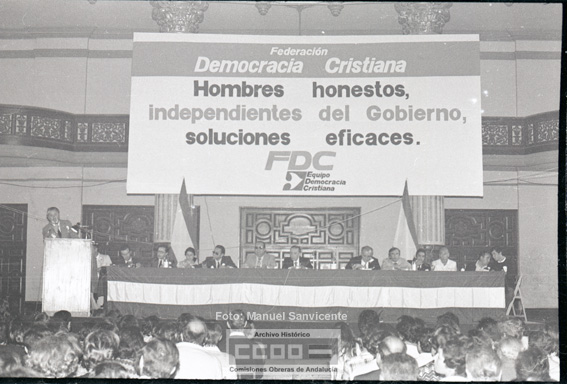 Federación
Democracia Cristiana
Hombres honestos,
independientes del Gobierno,
soluciones eficaces.
FDC
Equipo
Democracia
Cristiana
Foto: Manuel Sanvicente
Archivo Histórico
CCOO
Comisiones Obreras de Andalucía